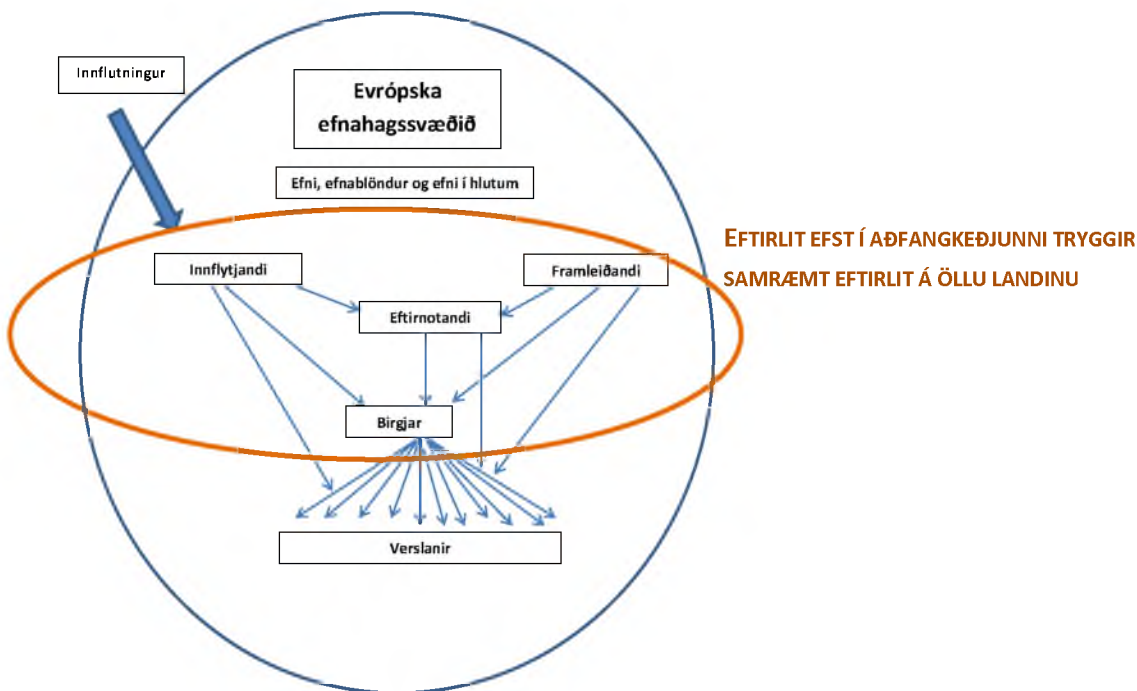 Innflutningur
Evrópska
efnahagssvæðið
Efni, efnablöndur og efni í hlutum
EFTIRLIT EFST Í AÐFANGKEÐJUNNI TRYGGIR
SAMRÆMT EFTIRLIT Á ÖLLU LANDINU
Innflytjandi
Framleiðandi
Eftirnotandi
Birgjar
Verslanir